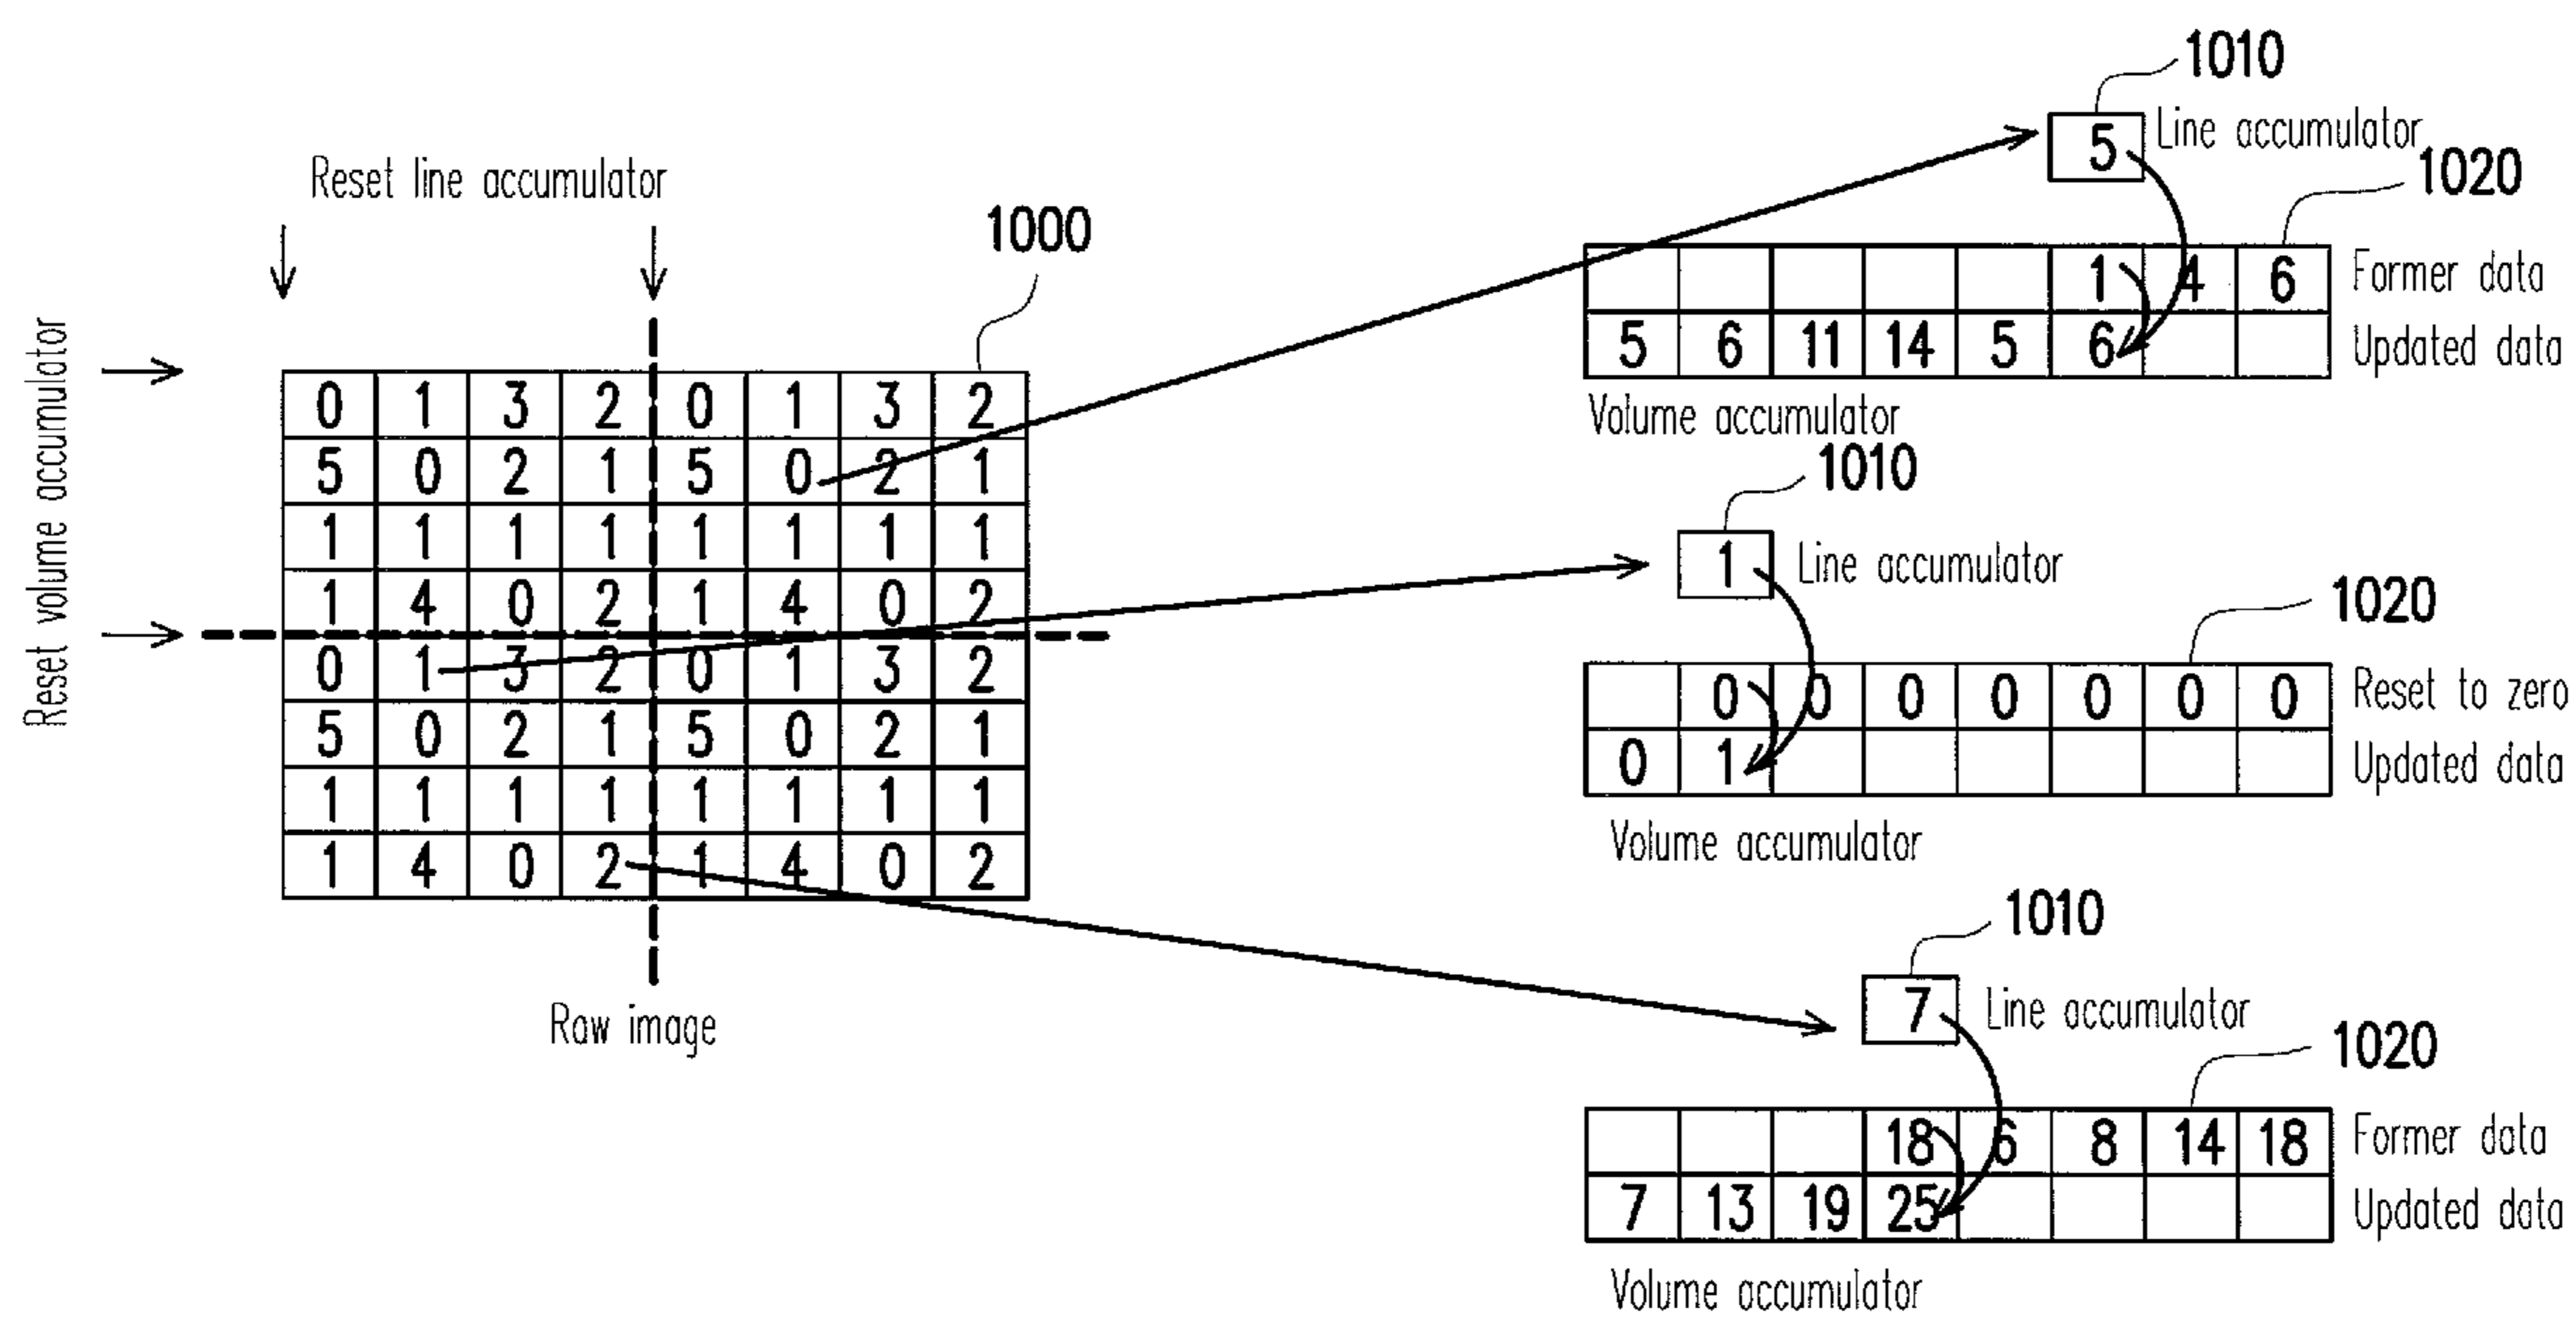 Reset line accumulator
Reset volume accumulator
1000
0 1 3 2 0 1 3 2
5 0 2 1 5 0 2 1
1 1 1 1 1 1 1 1
1 4 0 2 1 4 0 2
0 1 3 2 0 1 3 2
5 0 2 1 5 0 2 1
1 1 1 1 1 1 1 1
1 4 0 2 1 4 0 2
Raw image
1010
5 Line accumulator
1020
1 4 6 Former data
5 6 11 14 5 6 Updated data
Volume accumulator
1010
1 Line accumulator
1020
0 0 0 0 0 0 0 Reset to zero
0 1 Updated data
Volume accumulator
1010
7 Line accumulator
1020
18 6 8 14 18 Former data
7 13 19 25 Updated data
Volume accumulator